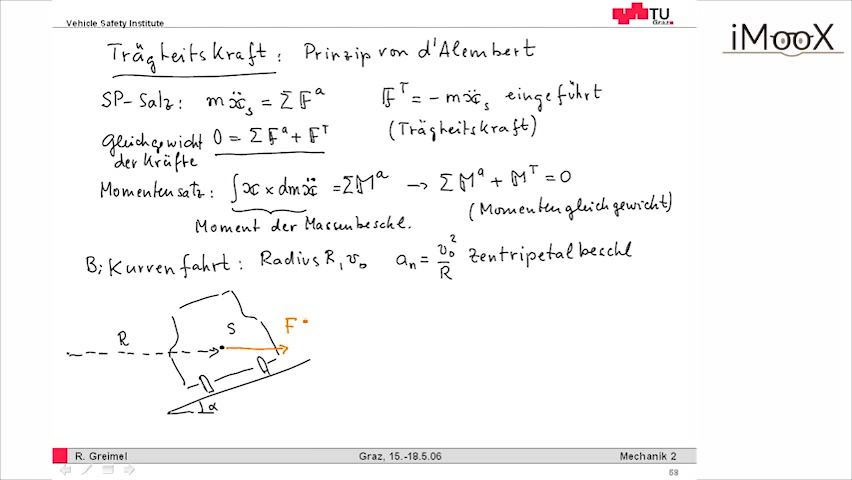 Vehicle Safety Institute
TU
Graz
iMooX
Trägheitskraft: Prinzip von d'Alembert
SP-Satz: mẍₛ = Σ Fᵃ Fᵀ = -mẍₛ eingeführt
(Trägheitskraft)
Gleichgewicht 0 = Σ Fᵃ + Fᵀ
der Kräfte
Momentensatz: ∫x × dmẍ = ΣMᵃ → Σ Mᵃ + Mᵀ = 0
Moment der Massenbeschl. (Momentengleichgewicht)
B: Kurvenfahrt: Radius R, v₀ aₙ = v₀²/R Zentripetalbeschl
R S F
α
R. Greimel Graz, 15.-18.5.06 Mechanik 2
58